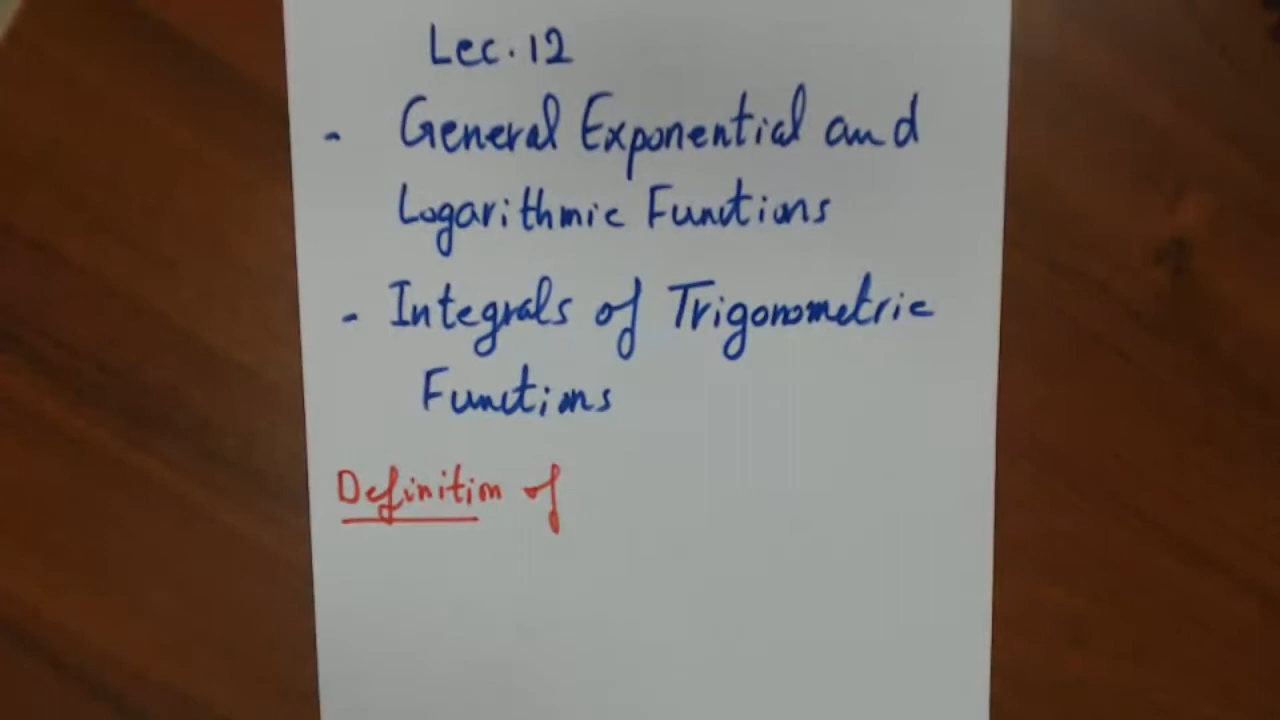 Lec. 12
- General Exponential and
Logarithmic Functions
- Integrals of Trigonometric
Functions
Definition of